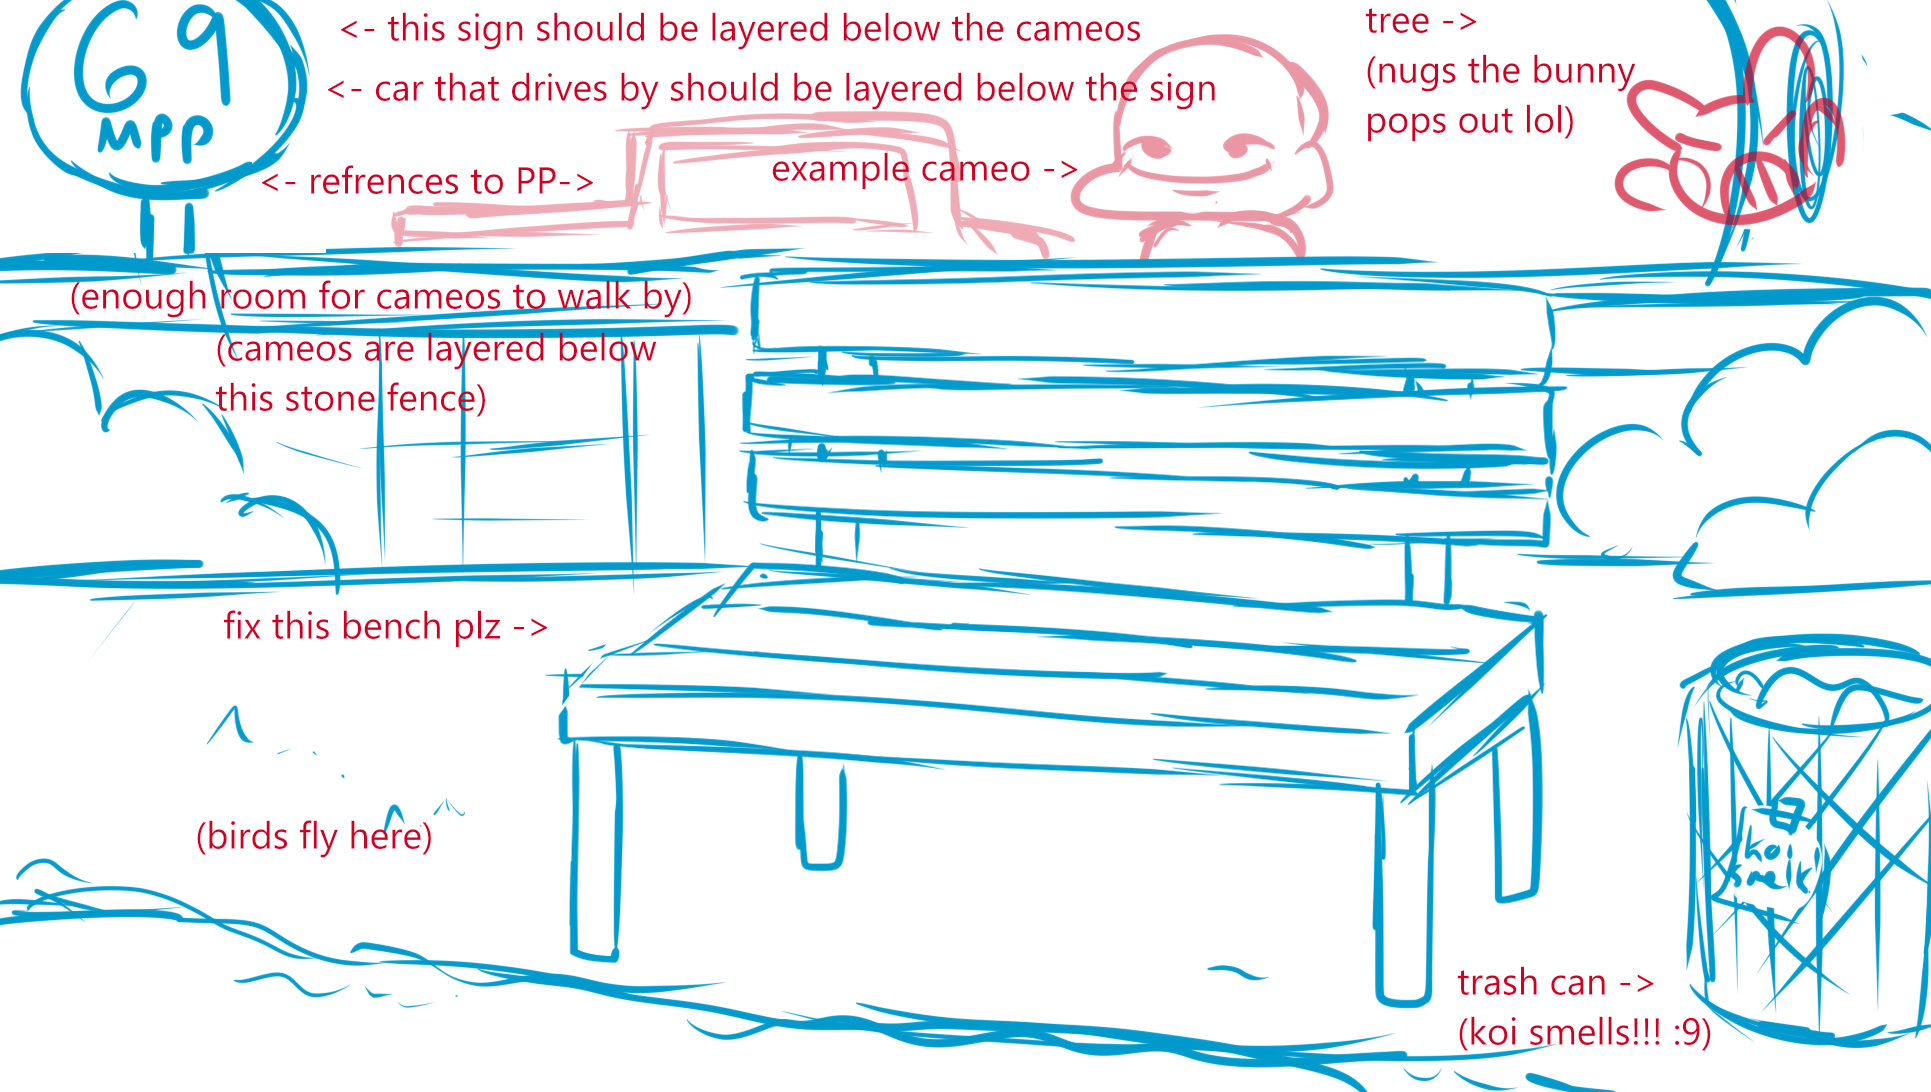 69
MPP
<- this sign should be layered below the cameos
<- car that drives by should be layered below the sign
<- refrences to PP->
example cameo ->
tree ->
(nugs the bunny
pops out lol)
(enough room for cameos to walk by)
(cameos are layered below
this stone fence)
fix this bench plz ->
(birds fly here)
koi
trash can ->
(koi smells!!! :9)